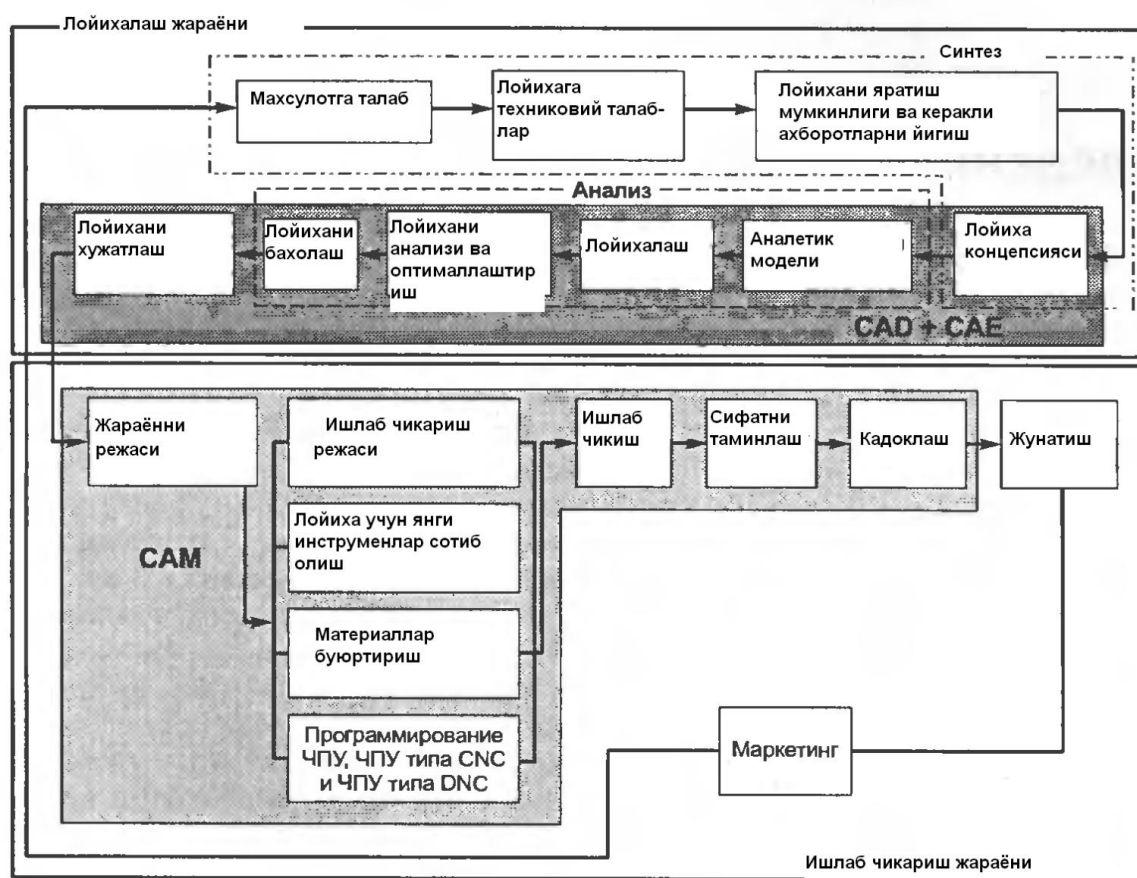 Лойихалаш жараёни
Синтез
Махсулотга талаб
Лойихага
техниковий талаб-
лар
Лойихани яратиш
мумкинлиги ва керакли
ахборотларни йигиш
Анализ
Лойихани
хужатлаш
Лойихани
бахолаш
Лойихани
анализи ва
оптималлаштир
иш
Лойихалаш
Аналетик
модели
Лойиха
концепсияси
CAD + CAE
Жараённи
режаси
Ишлаб чикариш
режаси
Ишлаб
чикиш
Сифатни
таминлаш
Кадоклаш
Жунатиш
Лойиха учун янги
инструменлар сотиб
олиш
CAM
Материаллар
буюртириш
Программирование
ЧПУ, ЧПУ типа CNC
и ЧПУ типа DNC
Маркетинг
Ишлаб чикариш жараёни